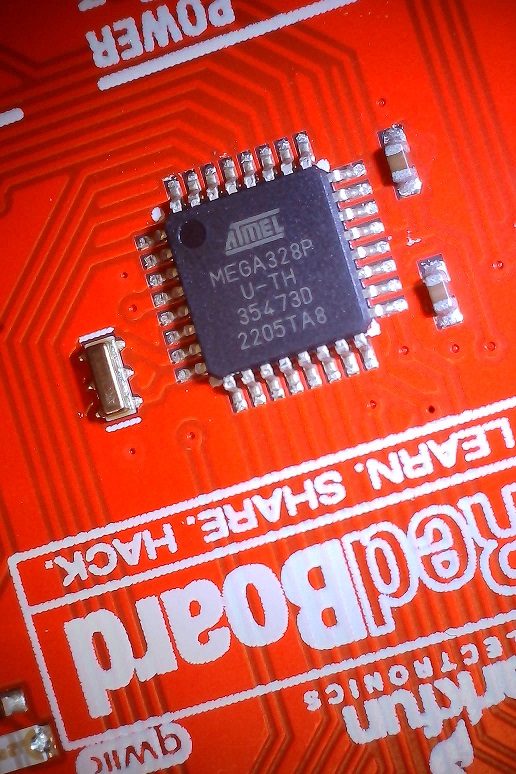 POWER
ATMEL
MEGA328P
U-TH
35473D
2205TA8
LEARN. SHARE. HACK.
RedBoard
ELECTRONICS
qwiic